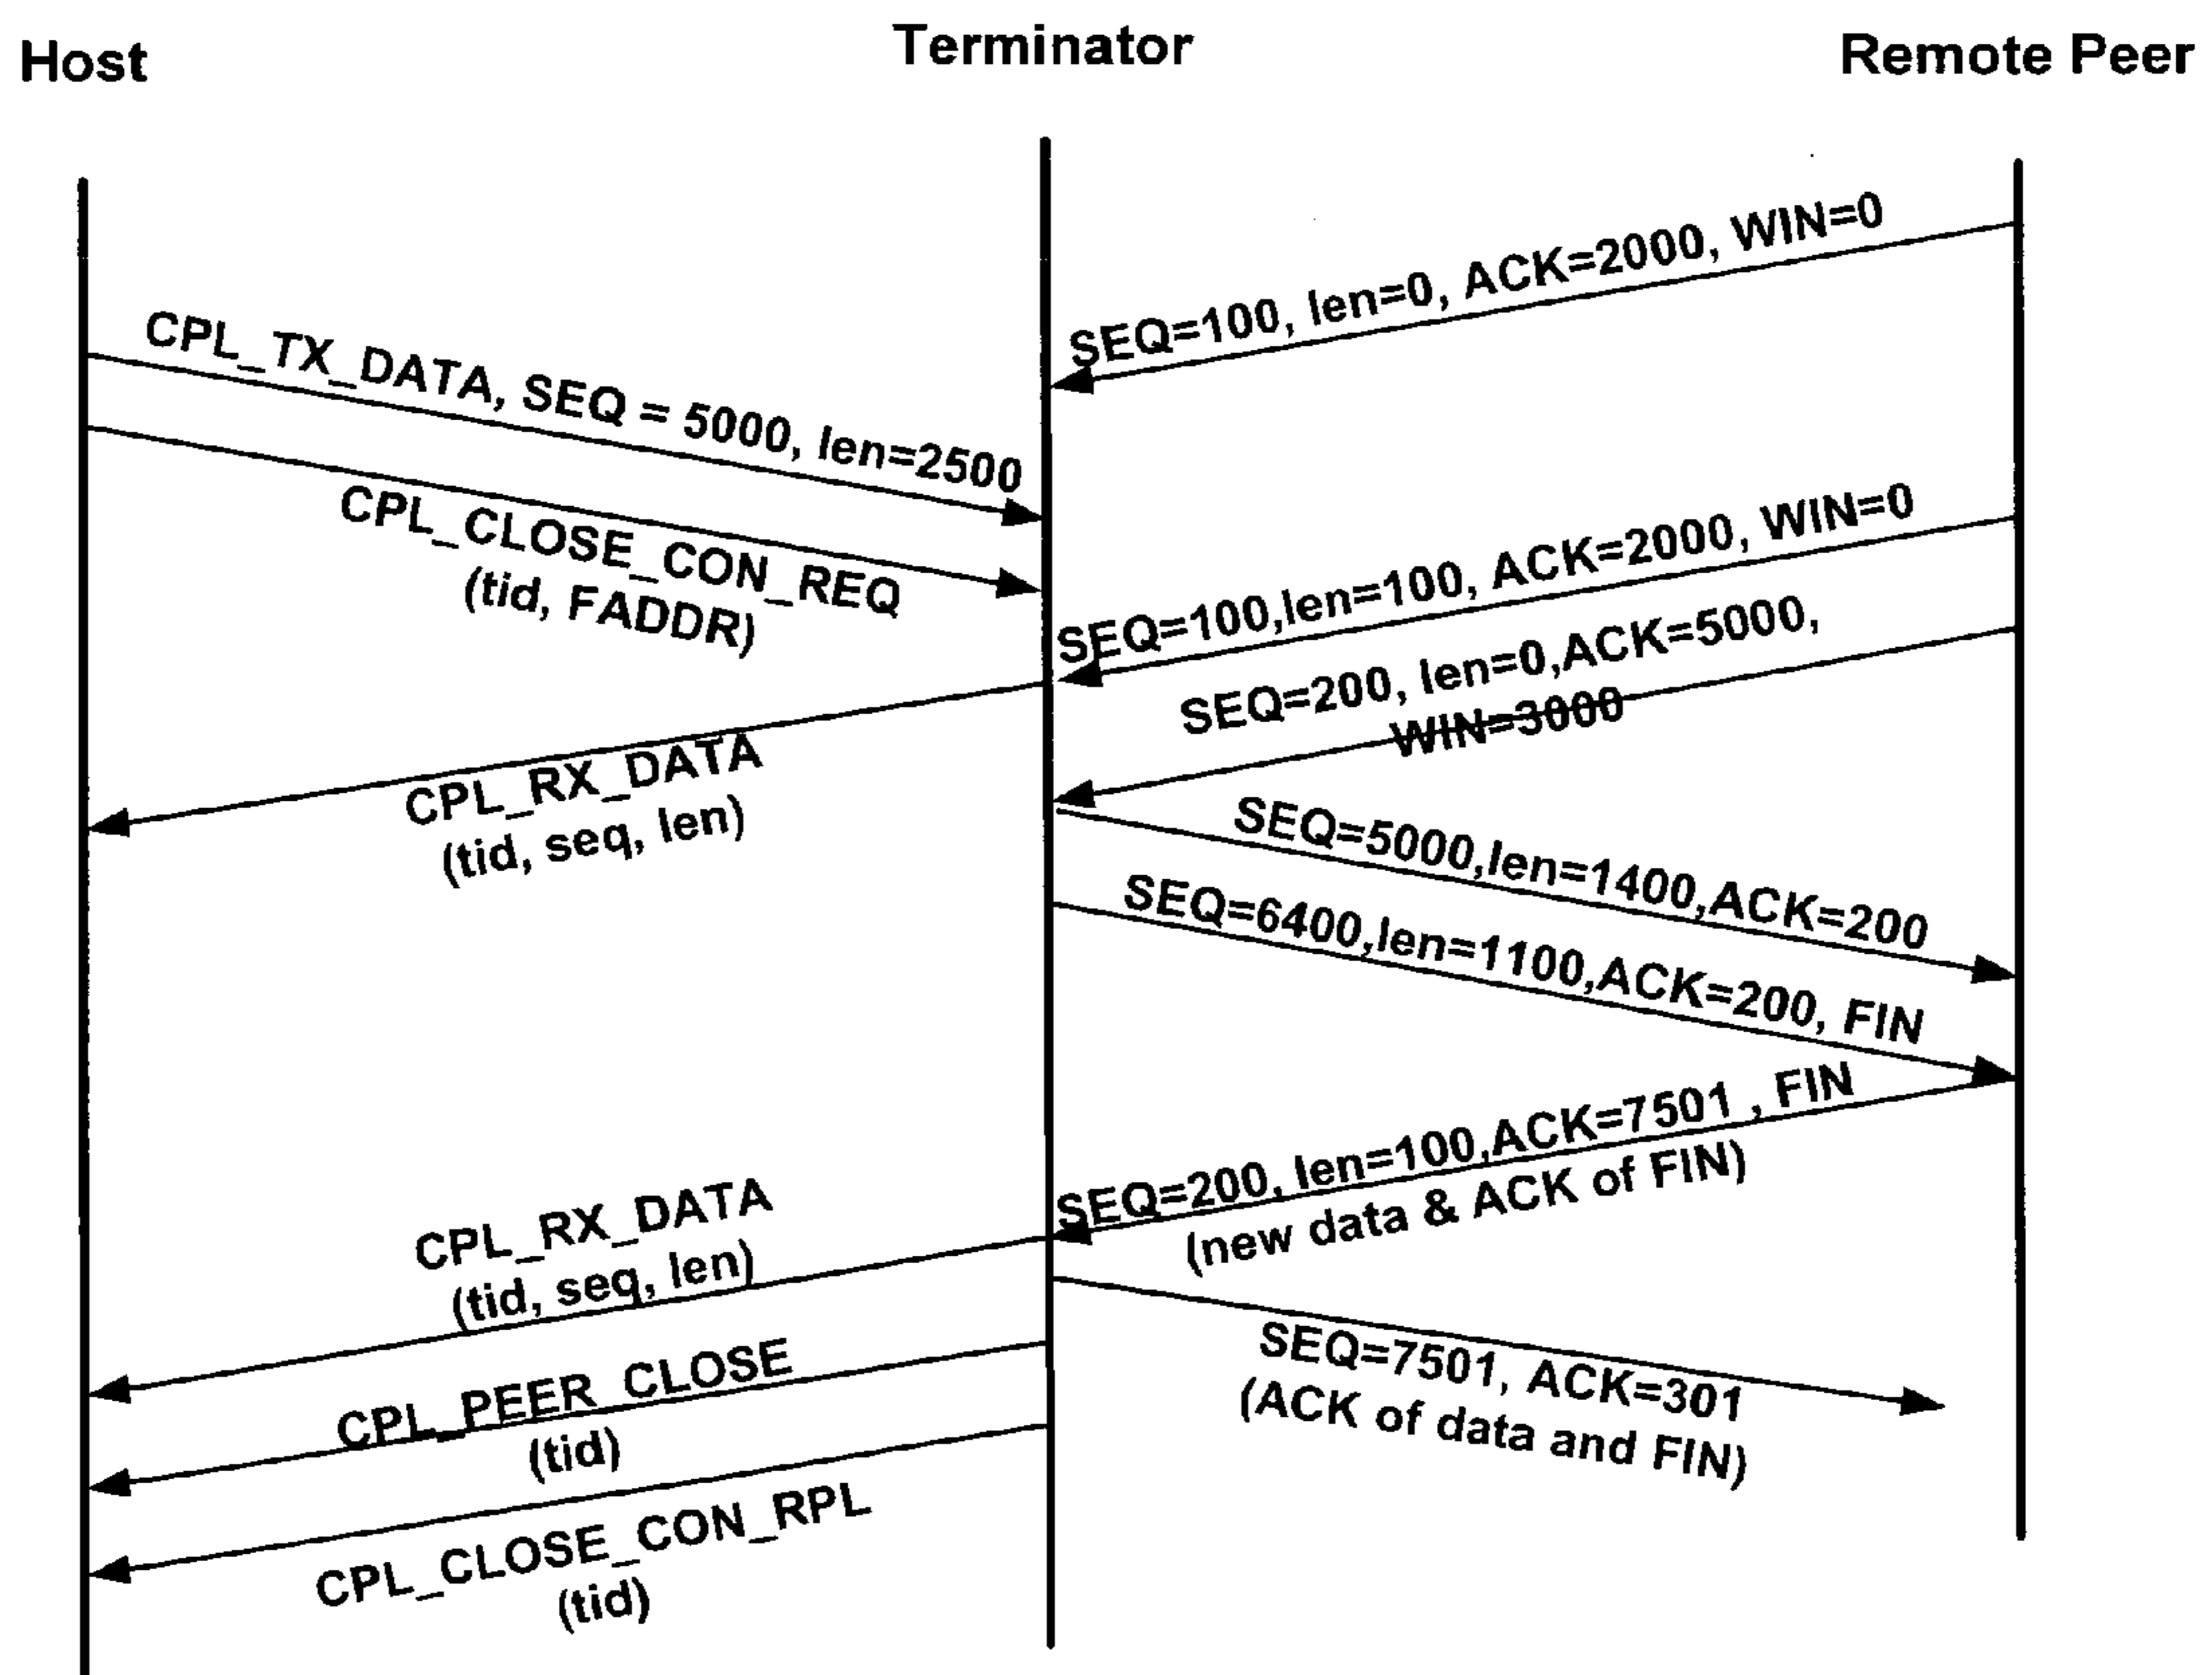 Host
Terminator
Remote Peer
SEQ=100, len=0, ACK=2000, WIN=0
CPL_TX_DATA, SEQ = 5000, len=2500
CPL_CLOSE_CON_REQ
(tid, FADDR)
SEQ=100,len=100, ACK=2000, WIN=0
SEQ=200, len=0,ACK=5000,
WIN=3000
CPL_RX_DATA
(tid, seq, len)
SEQ=5000,len=1400,ACK=200
SEQ=6400,len=1100,ACK=200, FIN
SEQ=200, len=100,ACK=7501 , FIN
(new data & ACK of FIN)
CPL_RX_DATA
(tid, seq, len)
SEQ=7501, ACK=301
(ACK of data and FIN)
CPL_PEER_CLOSE
(tid)
CPL_CLOSE_CON_RPL
(tid)